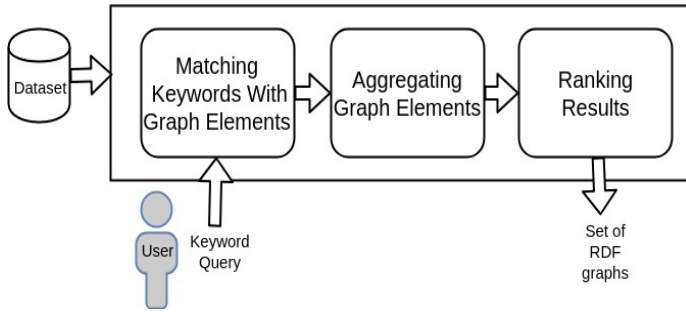 Dataset
Matching
Keywords With
Graph Elements
Aggregating
Graph Elements
Ranking
Results
User
Keyword
Query
Set of
RDF
graphs